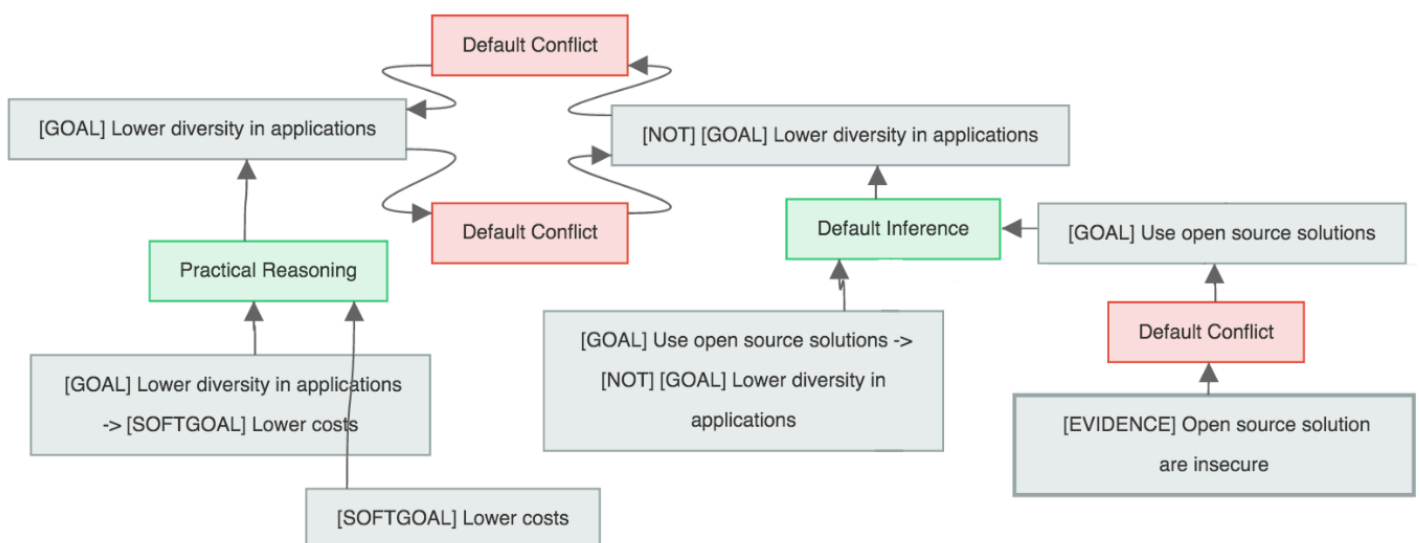 Default Conflict
[GOAL] Lower diversity in applications
[NOT] [GOAL] Lower diversity in applications
Default Conflict
Default Inference
[GOAL] Use open source solutions
Practical Reasoning
Default Conflict
[GOAL] Lower diversity in applications
-> [SOFTGOAL] Lower costs
[GOAL] Use open source solutions ->
[NOT] [GOAL] Lower diversity in
applications
[EVIDENCE] Open source solution
are insecure
[SOFTGOAL] Lower costs